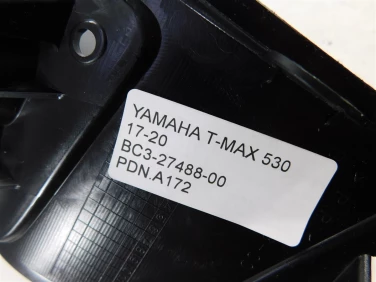 YAMAHA T-MAX 530
17-20
BC3-27488-00
PDN.A172